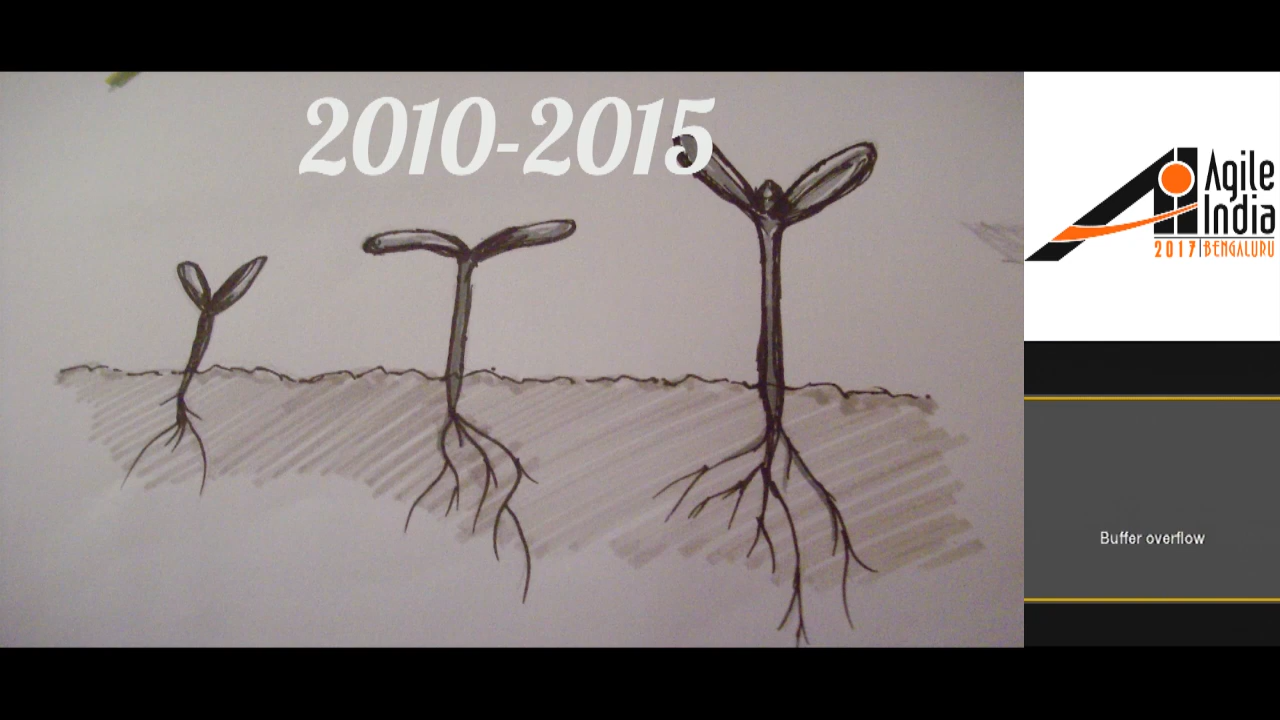 2010-2015
Agile
India
2017 | BENGALURU
Buffer overflow